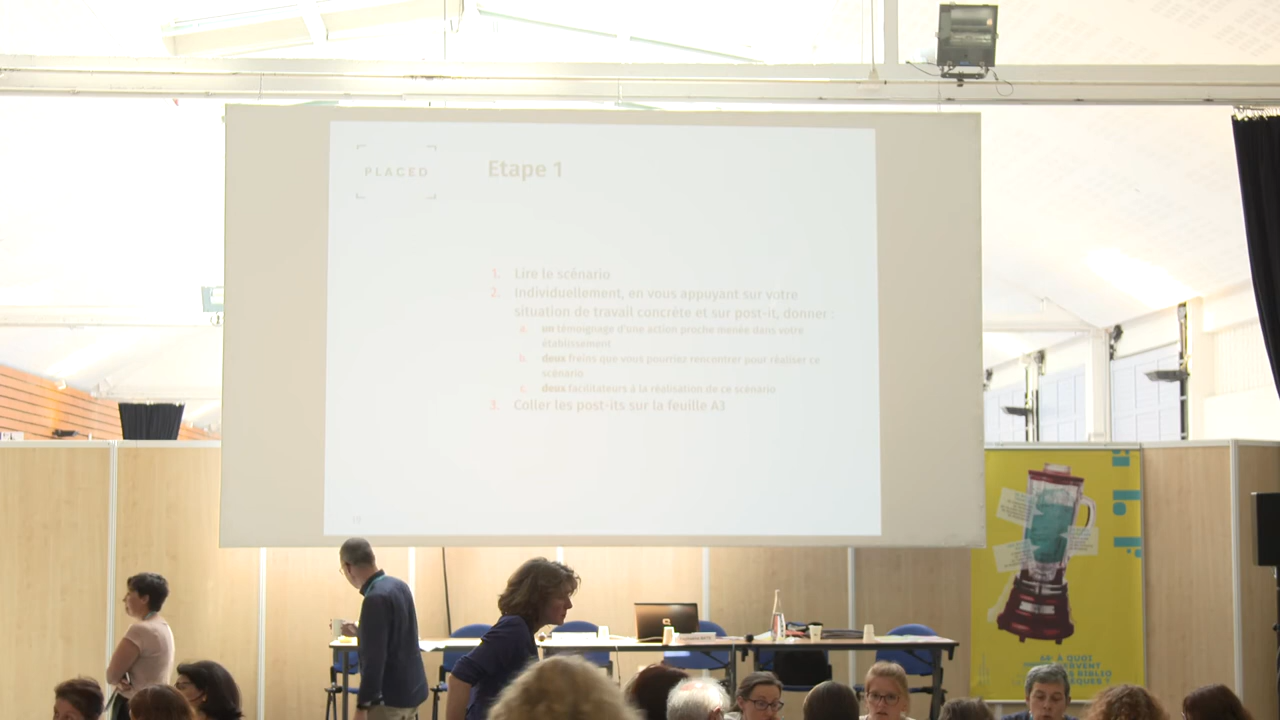 PLACED
Etape 1
1. Lire le scénario
2. Individuellement, en vous appuyant sur votre
situation de travail concrète et sur post-it, donner :
a. un témoignage d'une action proche menée dans votre
établissement
b. deux freins que vous pourriez rencontrer pour réaliser ce
scénario
c. deux facilitateurs à la réalisation de ce scénario
3. Coller les post-its sur la feuille A3
À QUOI
SERVENT
BIBLIO